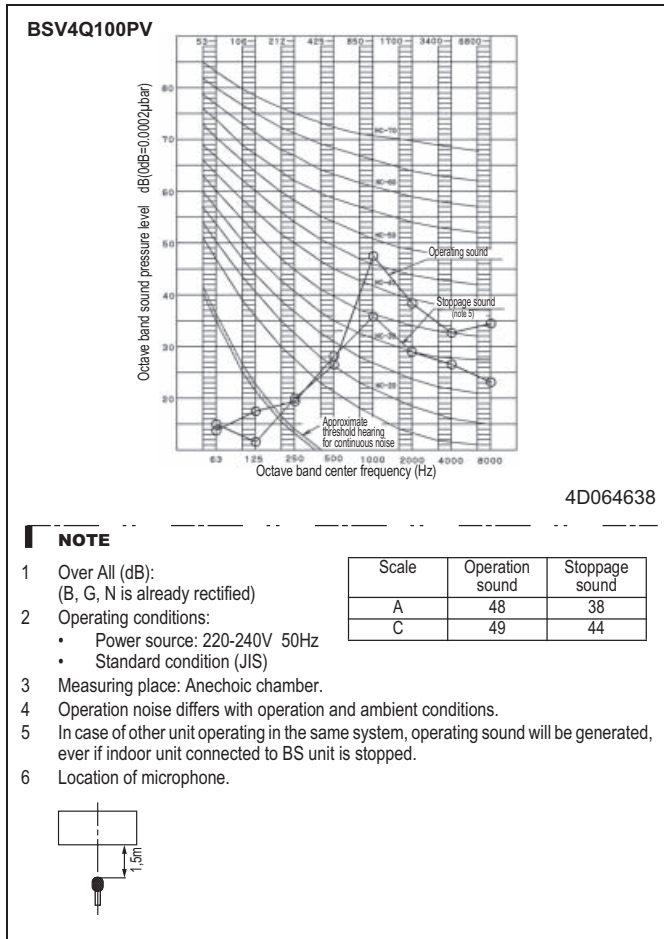 BSV4Q100PV
53 106 212 425 850 1700 3400 6800
Octave band sound pressure level dB(0dB=0.0002µbar)
80
70
60
50
40
30
20
NC-70
NC-60
NC-50
Operating sound
Stoppage sound
(note 5)
NC-20
Approximate
threshold hearing
for continuous noise
63 125 250 500 1000 2000 4000 8000
Octave band center frequency (Hz)
4D064638
NOTE
1 Over All (dB):
(B, G, N is already rectified)
Scale Operation sound Stoppage sound
A 48 38
C 49 44
2 Operating conditions:
• Power source: 220-240V 50Hz
• Standard condition (JIS)
3 Measuring place: Anechoic chamber.
4 Operation noise differs with operation and ambient conditions.
5 In case of other unit operating in the same system, operating sound will be generated,
ever if indoor unit connected to BS unit is stopped.
6 Location of microphone.
1,5m